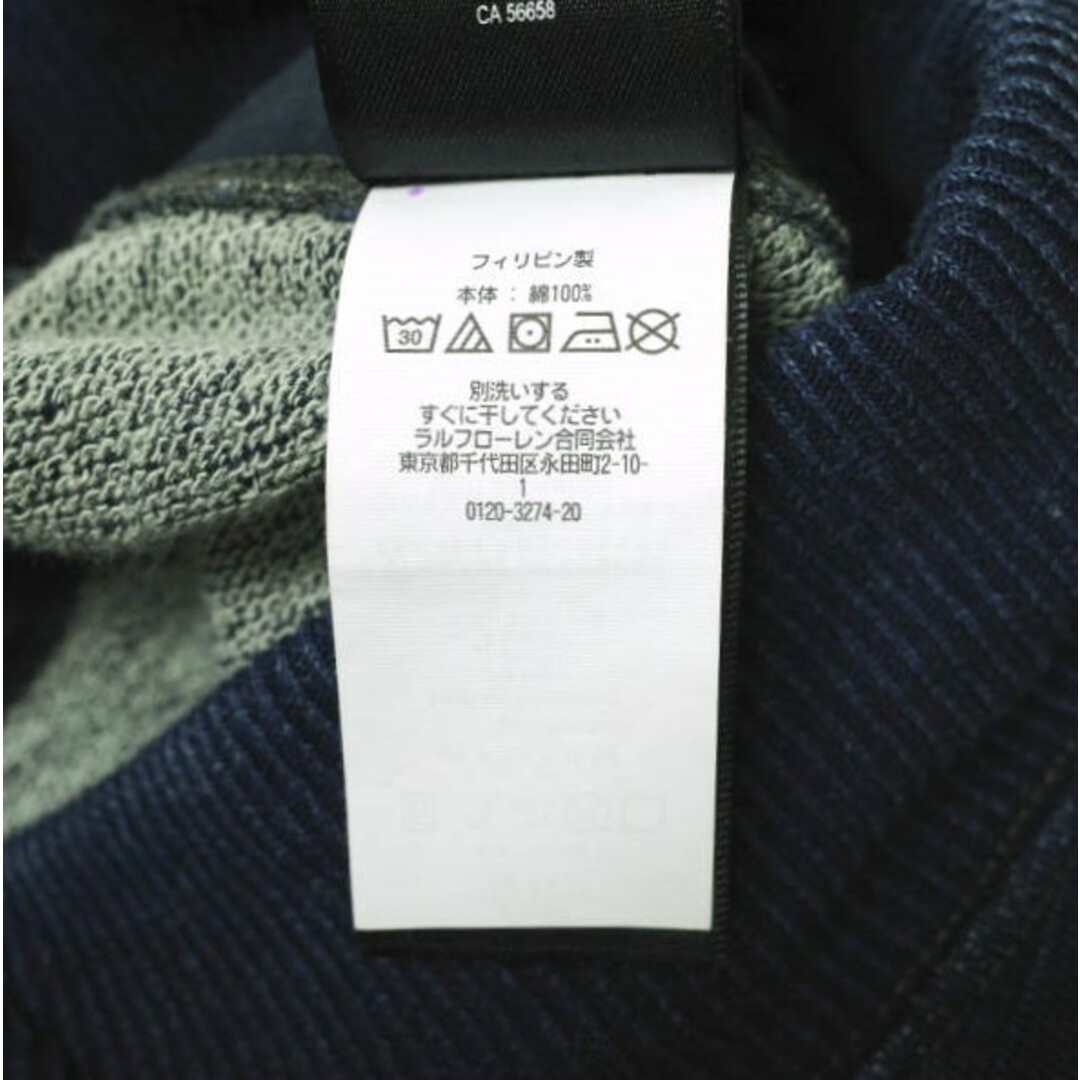 CA 56658
フィリピン製
本体 : 綿100%
30
別洗いする
すぐに干してください
ラルフローレン合同会社
東京都千代田区永田町2-10-
1
0120-3274-20